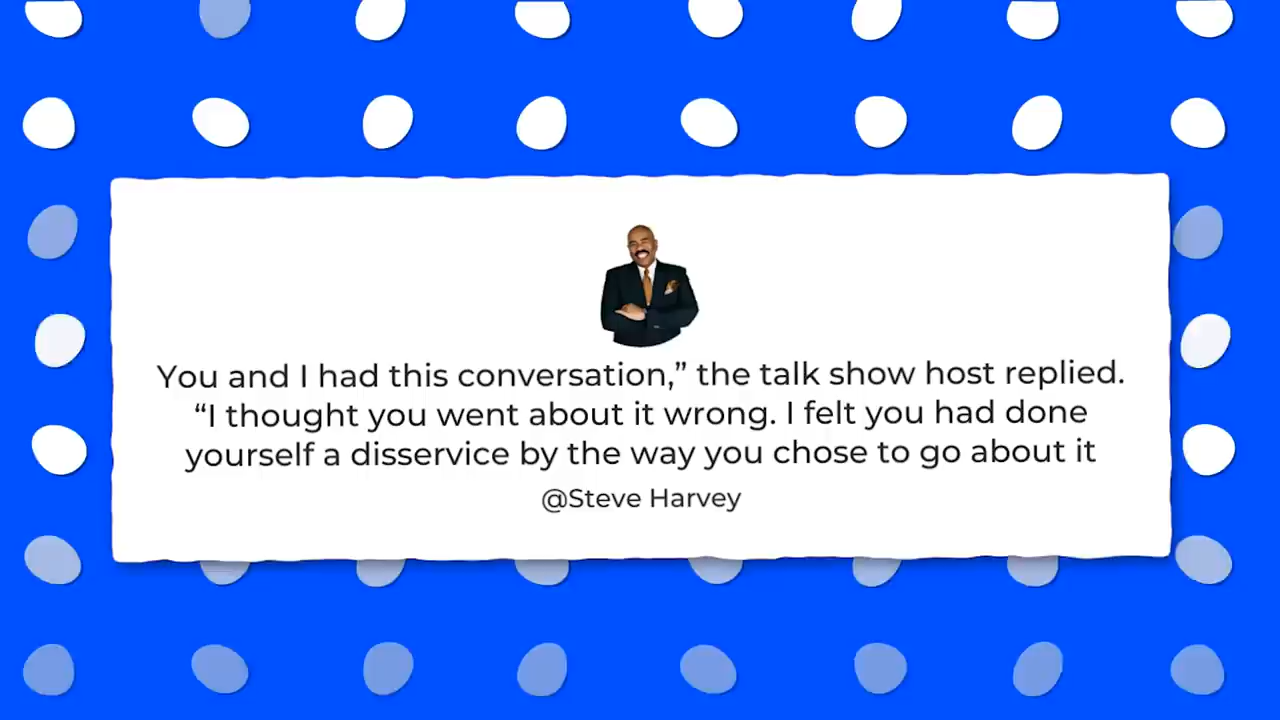 You and I had this conversation,” the talk show host replied.
“I thought you went about it wrong. I felt you had done
yourself a disservice by the way you chose to go about it
@Steve Harvey